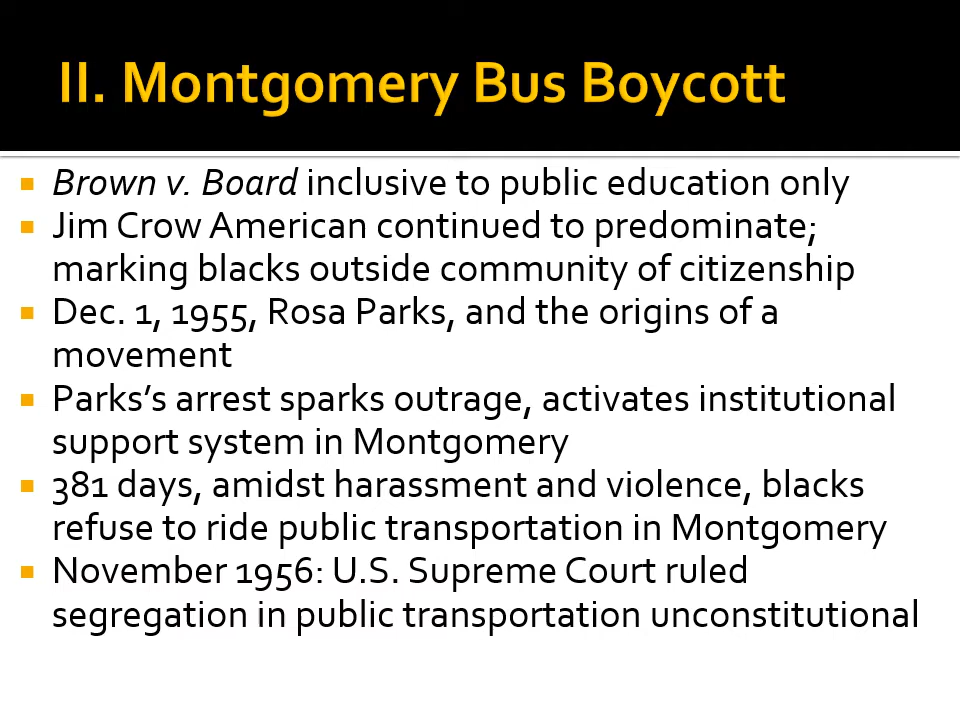 II. Montgomery Bus Boycott
Brown v. Board inclusive to public education only
Jim Crow American continued to predominate;
marking blacks outside community of citizenship
Dec. 1, 1955, Rosa Parks, and the origins of a
movement
Parks's arrest sparks outrage, activates institutional
support system in Montgomery
381 days, amidst harassment and violence, blacks
refuse to ride public transportation in Montgomery
November 1956: U.S. Supreme Court ruled
segregation in public transportation unconstitutional